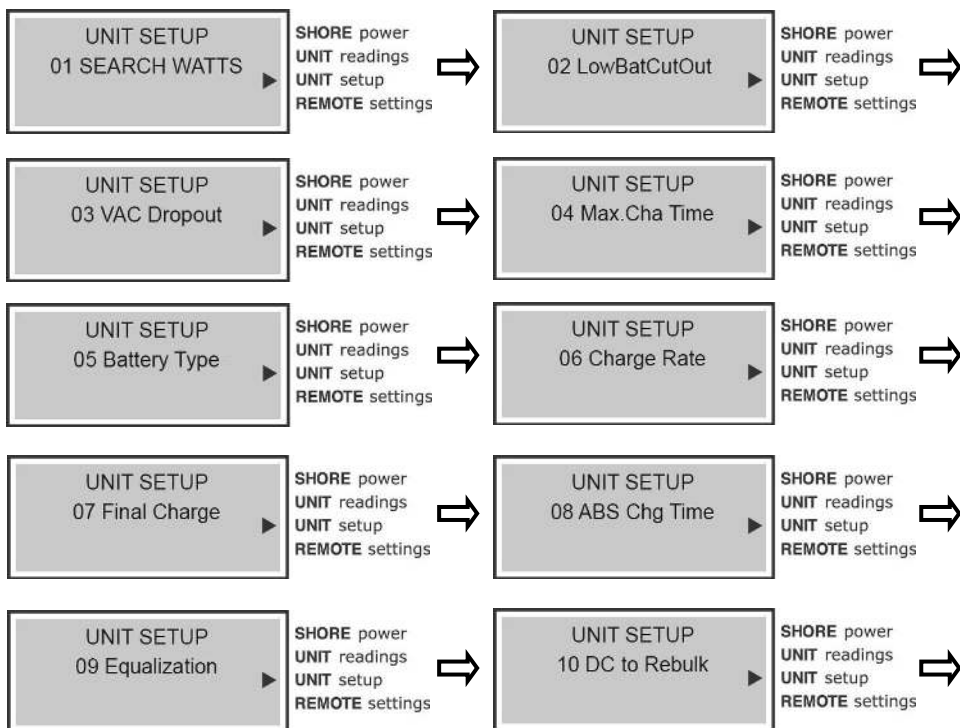 UNIT SETUP
01 SEARCH WATTS
SHORE power
UNIT readings
UNIT setup
REMOTE settings
UNIT SETUP
02 LowBatCutOut
SHORE power
UNIT readings
UNIT setup
REMOTE settings
UNIT SETUP
03 VAC Dropout
SHORE power
UNIT readings
UNIT setup
REMOTE settings
UNIT SETUP
04 Max.Cha Time
SHORE power
UNIT readings
UNIT setup
REMOTE settings
UNIT SETUP
05 Battery Type
SHORE power
UNIT readings
UNIT setup
REMOTE settings
UNIT SETUP
06 Charge Rate
SHORE power
UNIT readings
UNIT setup
REMOTE settings
UNIT SETUP
07 Final Charge
SHORE power
UNIT readings
UNIT setup
REMOTE settings
UNIT SETUP
08 ABS Chg Time
SHORE power
UNIT readings
UNIT setup
REMOTE settings
UNIT SETUP
09 Equalization
SHORE power
UNIT readings
UNIT setup
REMOTE settings
UNIT SETUP
10 DC to Rebulk
SHORE power
UNIT readings
UNIT setup
REMOTE settings